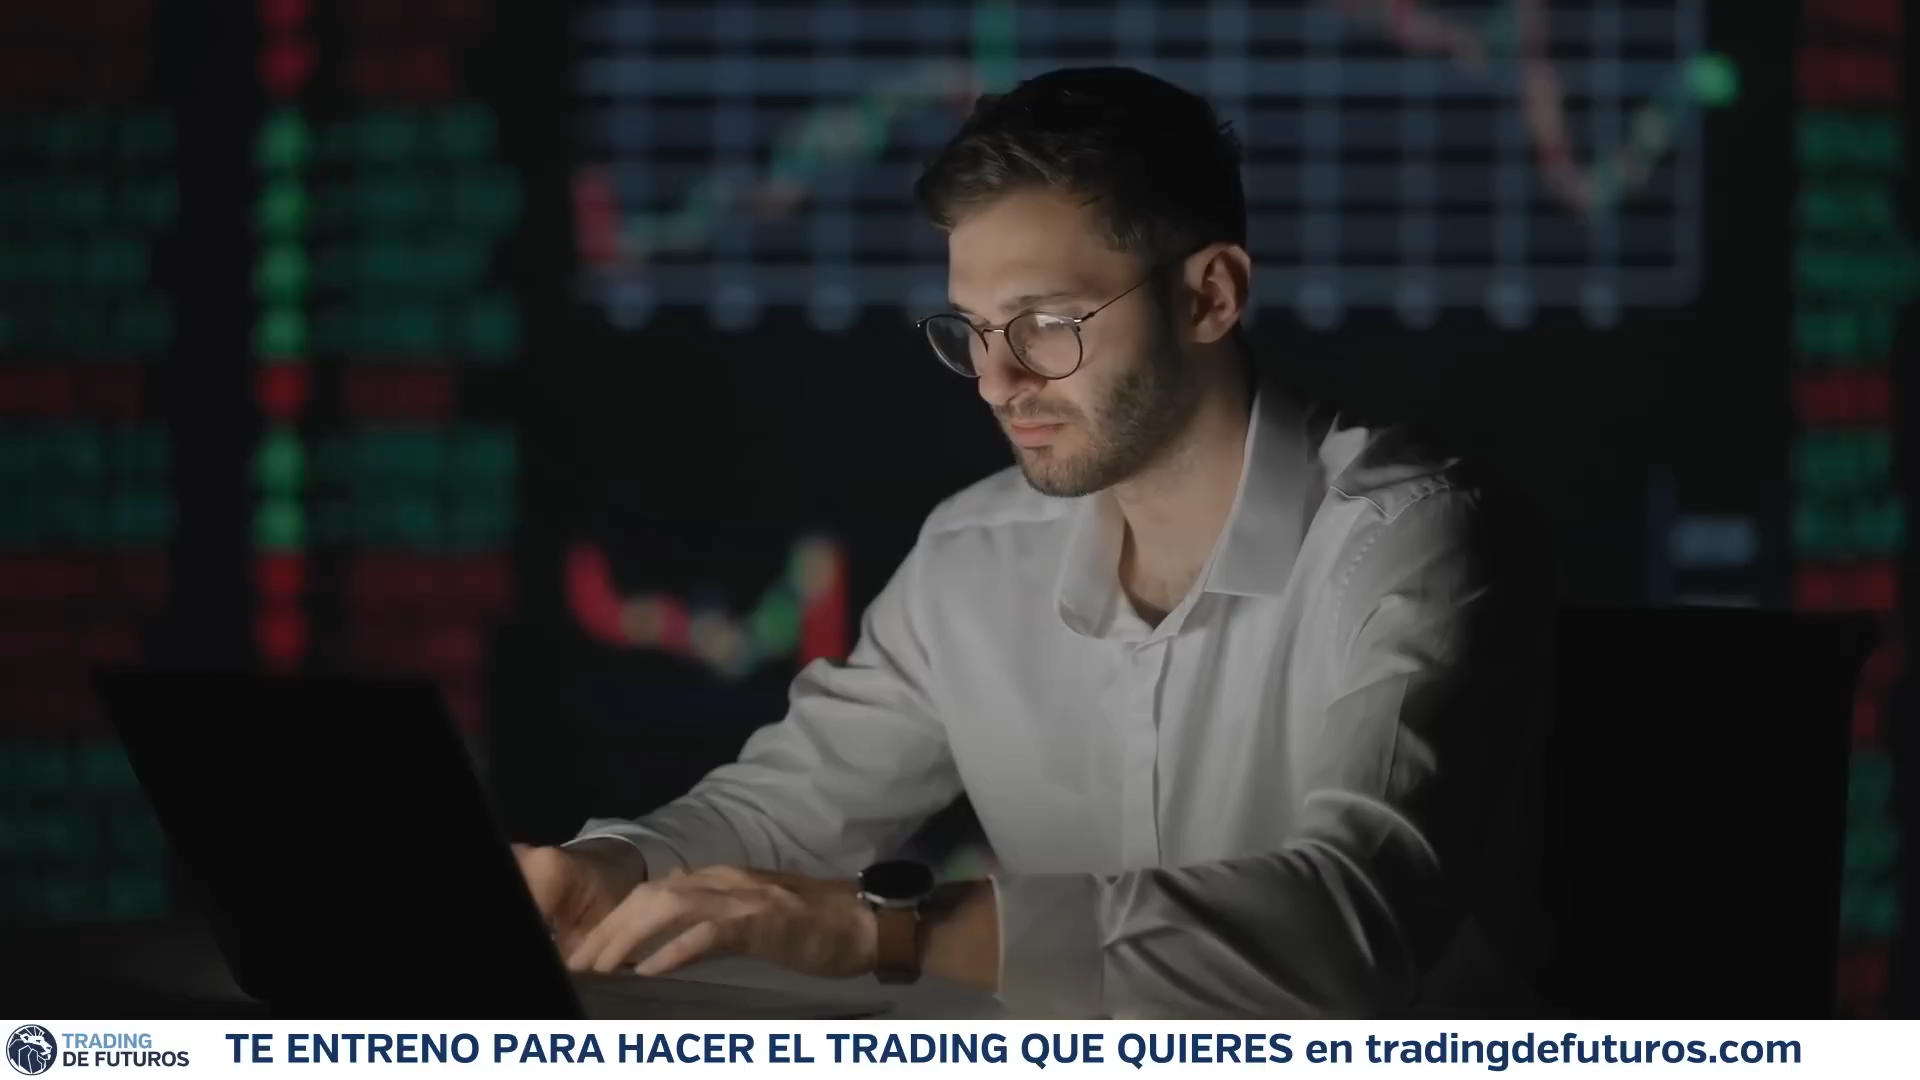 TRADING
DE FUTUROS
TE ENTRENO PARA HACER EL TRADING QUE QUIERES en tradingdefuturos.com